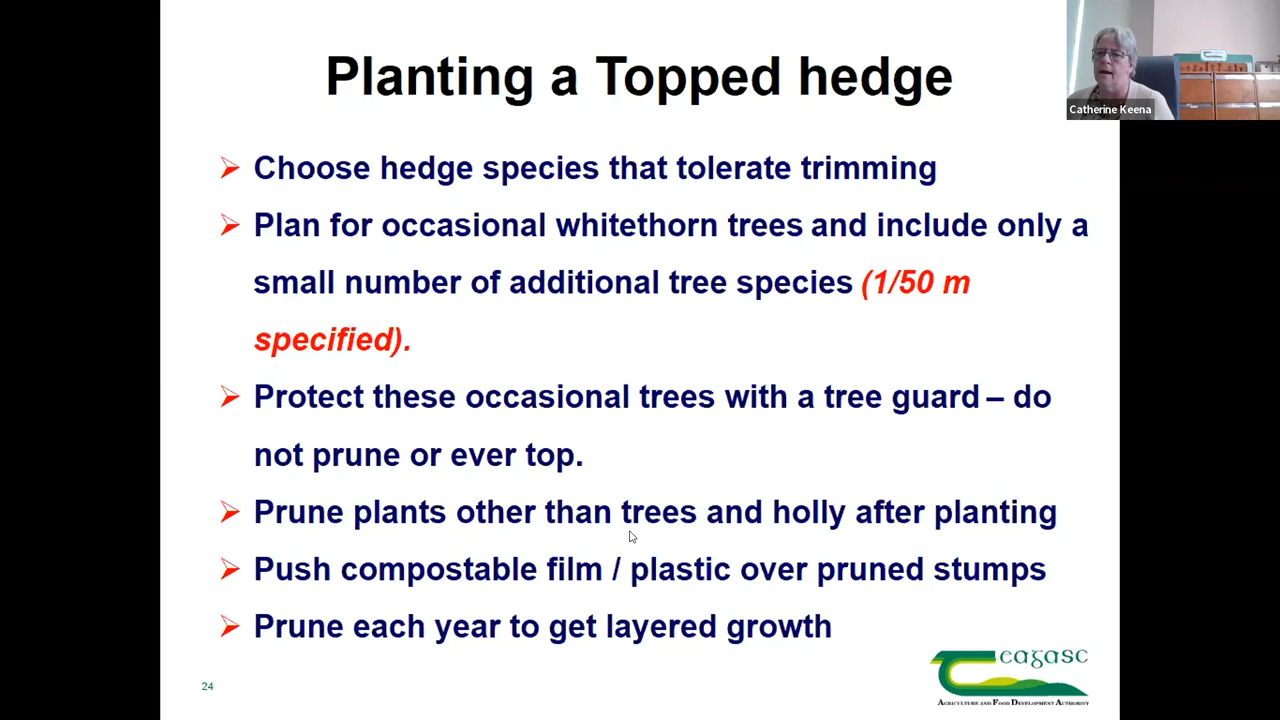 Planting a Topped hedge
Catherine Keena
Choose hedge species that tolerate trimming
Plan for occasional whitethorn trees and include only a
small number of additional tree species (1/50 m
specified).
Protect these occasional trees with a tree guard – do
not prune or ever top.
Prune plants other than trees and holly after planting
Push compostable film / plastic over pruned stumps
Prune each year to get layered growth
24
teagasc
AGRICULTURE AND FOOD DEVELOPMENT AUTHORITY